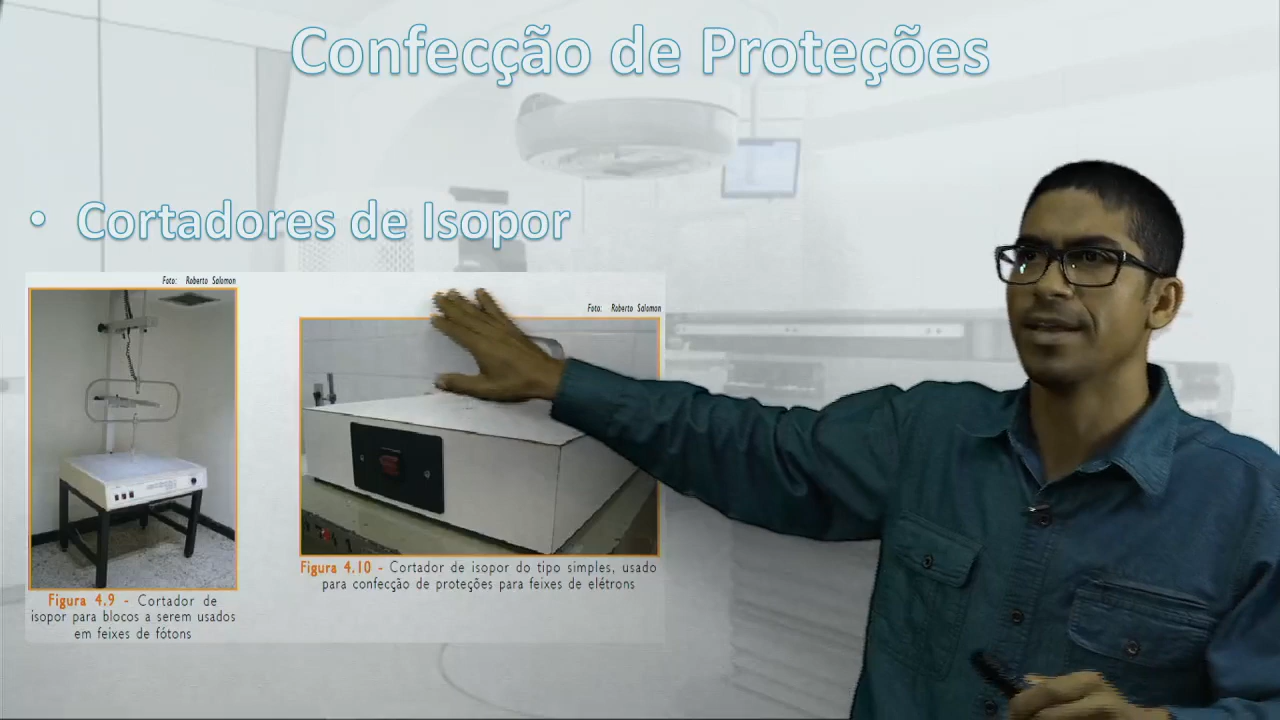 Confecção de Proteções
• Cortadores de Isopor
Foto: Roberto Salomon
Foto: Roberto Salomon
Figura 4.9 - Cortador de
isopor para blocos a serem usados
em feixes de fótons
Figura 4.10 - Cortador de isopor do tipo simples, usado
para confecção de proteções para feixes de elétrons